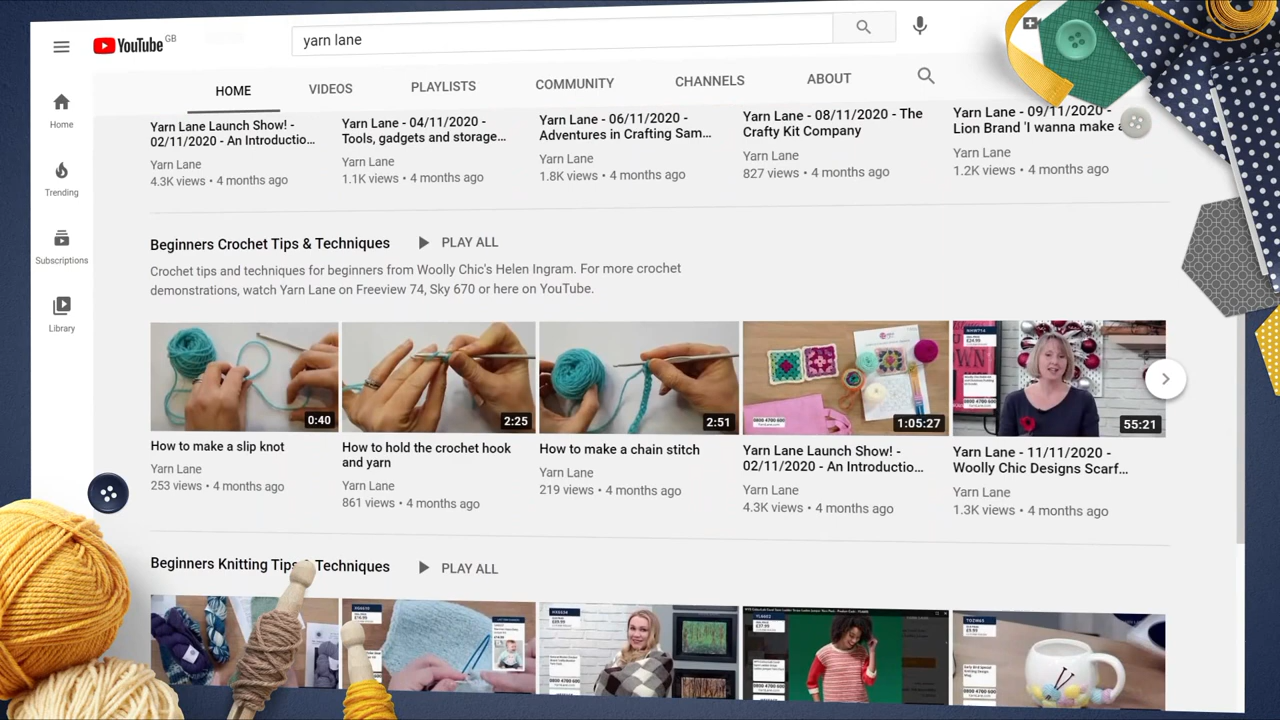 YouTube GB
yarn lane
HOME
VIDEOS
PLAYLISTS
COMMUNITY
CHANNELS
ABOUT
Home
Trending
Subscriptions
Library
Yarn Lane Launch Show! -
02/11/2020 - An Introductio...
Yarn Lane
4.3K views • 4 months ago
Yarn Lane - 04/11/2020 -
Tools, gadgets and storage...
Yarn Lane
1.1K views • 4 months ago
Yarn Lane - 06/11/2020 -
Adventures in Crafting Sam...
Yarn Lane
1.8K views • 4 months ago
Yarn Lane - 08/11/2020 - The
Crafty Kit Company
Yarn Lane
827 views • 4 months ago
Yarn Lane - 09/11/2020 -
Lion Brand 'I wanna make a
Yarn Lane
1.2K views • 4 months ago
Beginners Crochet Tips & Techniques
PLAY ALL
Crochet tips and techniques for beginners from Woolly Chic's Helen Ingram. For more crochet
demonstrations, watch Yarn Lane on Freeview 74, Sky 670 or here on YouTube.
0:40
How to make a slip knot
Yarn Lane
253 views • 4 months ago
2:25
How to hold the crochet hook
and yarn
Yarn Lane
861 views • 4 months ago
2:51
How to make a chain stitch
Yarn Lane
219 views • 4 months ago
1:05:27
Yarn Lane Launch Show! -
02/11/2020 - An Introductio...
Yarn Lane
4.3K views • 4 months ago
£24.99
0800 4700 600
55:21
Yarn Lane - 11/11/2020 -
Woolly Chic Designs Scarf...
Yarn Lane
1.3K views • 4 months ago
Beginners Knitting Tips Techniques
PLAY ALL